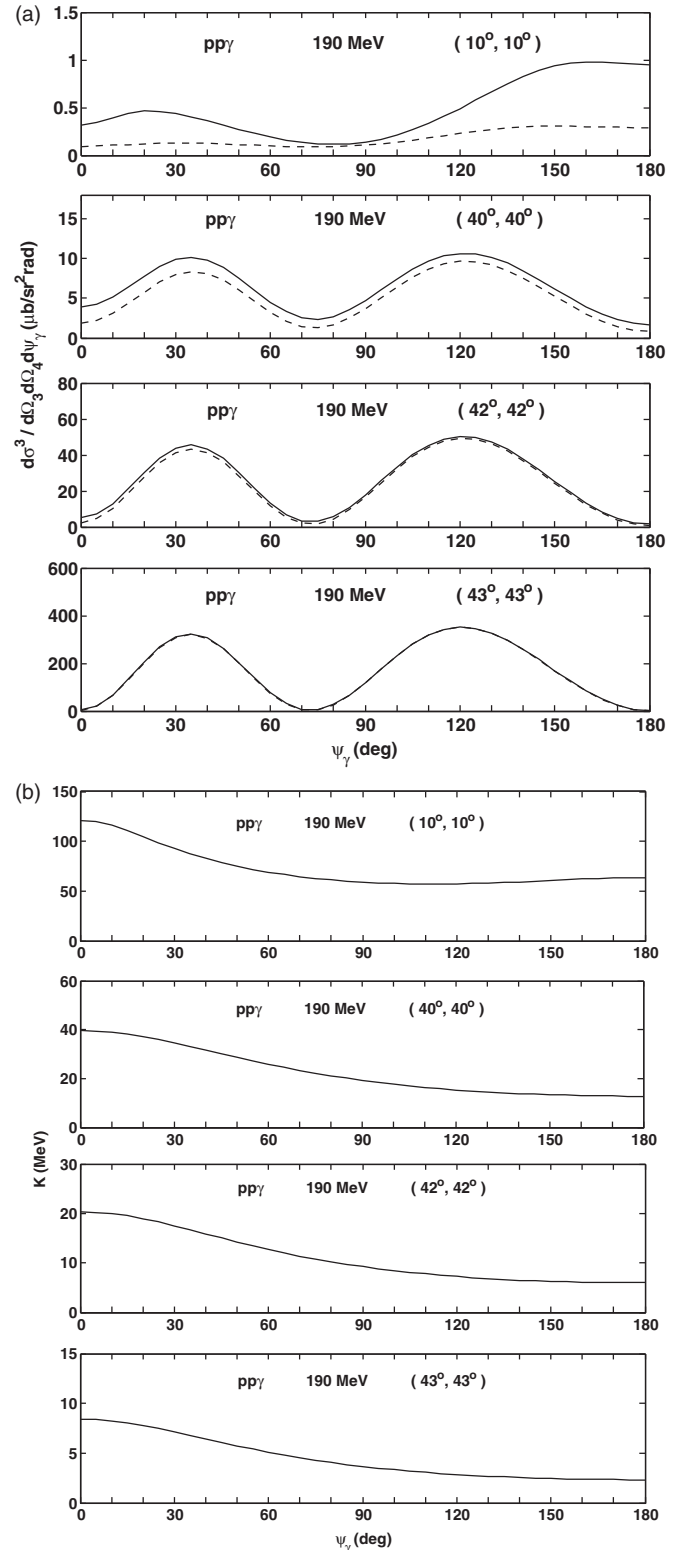 (a)
ppγ 190 MeV ( 10°, 10° )
1.5
1
0.5
0
0 30 60 90 120 150 180
ppγ 190 MeV ( 40°, 40° )
15
10
5
0
0 30 60 90 120 150 180
dσ³ / dΩ₃dΩ₄dψᵧ (μb/sr²rad)
ppγ 190 MeV ( 42°, 42° )
80
60
40
20
0
0 30 60 90 120 150 180
ppγ 190 MeV ( 43°, 43° )
600
400
200
0
0 30 60 90 120 150 180
ψᵧ (deg)
(b)
ppγ 190 MeV ( 10°, 10° )
150
100
50
0
0 30 60 90 120 150 180
ppγ 190 MeV ( 40°, 40° )
60
40
20
0
0 30 60 90 120 150 180
K (MeV)
ppγ 190 MeV ( 42°, 42° )
30
20
10
0
0 30 60 90 120 150 180
ppγ 190 MeV ( 43°, 43° )
15
10
5
0
0 30 60 90 120 150 180
ψᵧ (deg)